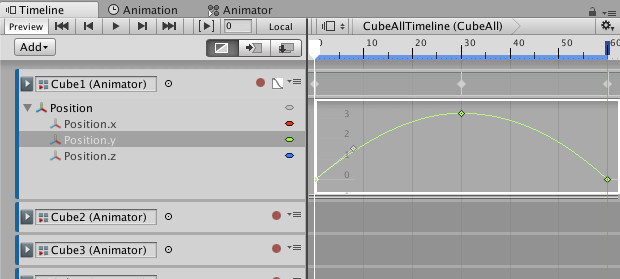 Timeline Animation Animator
Preview 0 Local CubeAllTimeline (CubeAll)
Add 0 10 20 30 40 50 60
Cube1 (Animator)
Position
Position.x
Position.y
Position.z
3
2
1
0
Cube2 (Animator)
Cube3 (Animator)